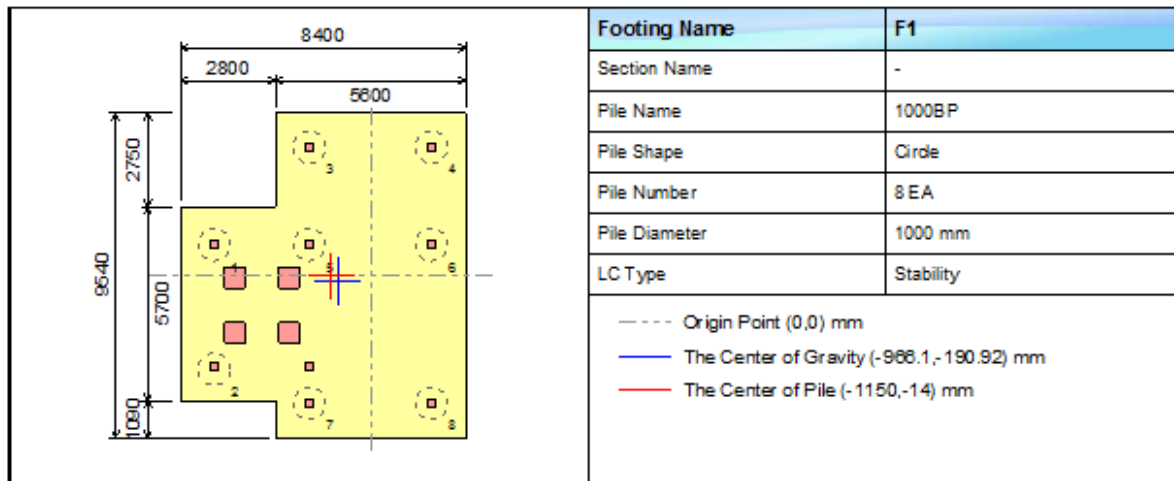 8400
2800
5600
2750
9540
5700
1090
3
4
1
5
6
2
7
8
Footing Name F1
Section Name -
Pile Name 1000BP
Pile Shape Circle
Pile Number 8 EA
Pile Diameter 1000 mm
LC Type Stability
Origin Point (0,0) mm
The Center of Gravity (-966.1,-190.92) mm
The Center of Pile (-1150,-14) mm